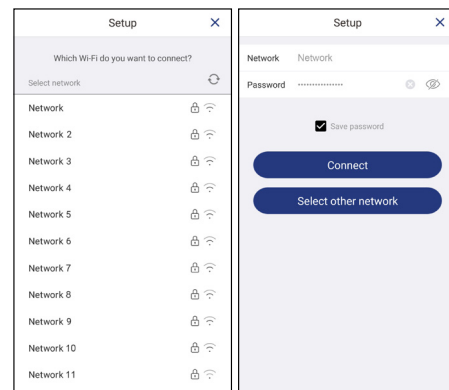 Setup
Which Wi-Fi do you want to connect?
Select network
Network
Network 2
Network 3
Network 4
Network 5
Network 6
Network 7
Network 8
Network 9
Network 10
Network 11
Setup
Network Network
Password ················
Save password
Connect
Select other network